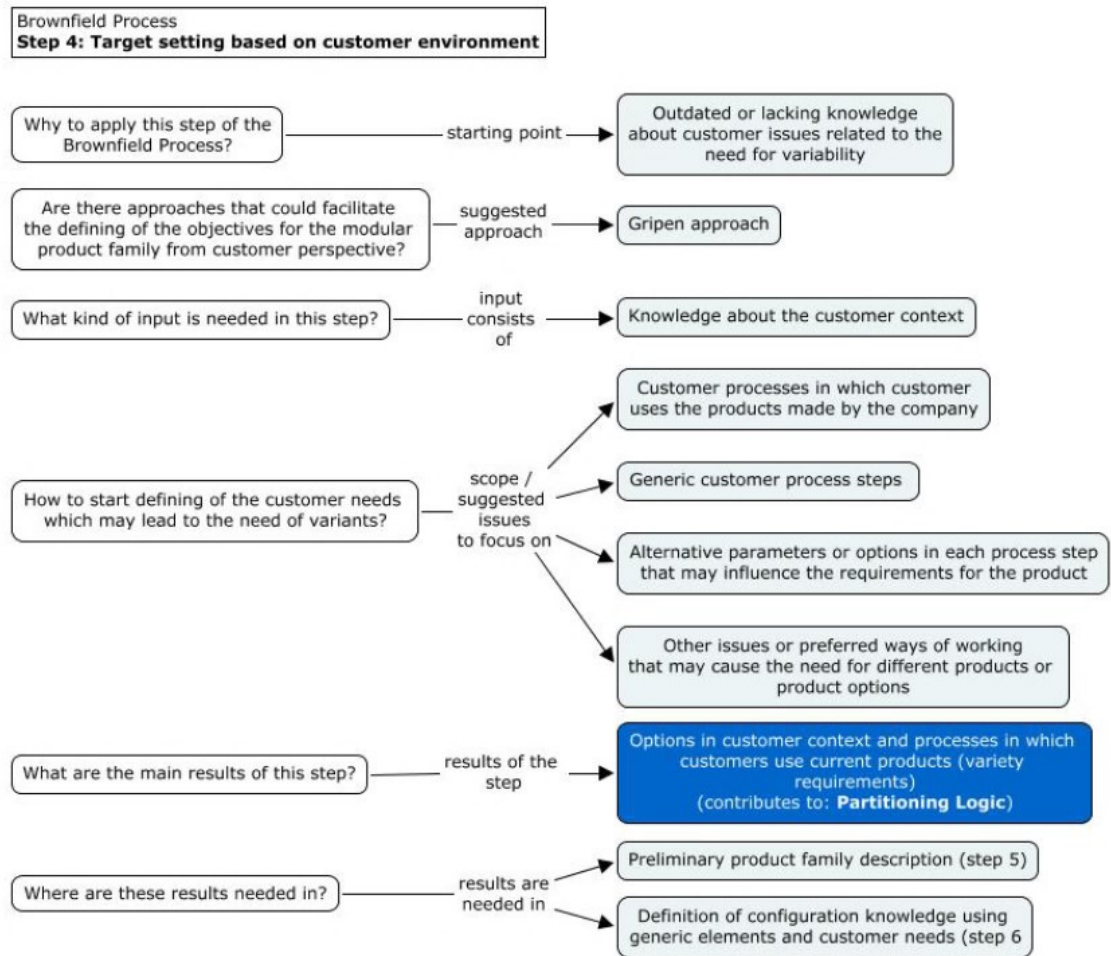 Brownfield Process
Step 4: Target setting based on customer environment
Why to apply this step of the
Brownfield Process?
starting point
Outdated or lacking knowledge
about customer issues related to the
need for variability
Are there approaches that could facilitate
the defining of the objectives for the modular
product family from customer perspective?
suggested
approach
Gripen approach
What kind of input is needed in this step?
input
consists
of
Knowledge about the customer context
How to start defining of the customer needs
which may lead to the need of variants?
scope /
suggested
issues
to focus on
Customer processes in which customer
uses the products made by the company
Generic customer process steps
Alternative parameters or options in each process step
that may influence the requirements for the product
Other issues or preferred ways of working
that may cause the need for different products or
product options
What are the main results of this step?
results of the
step
Options in customer context and processes in which
customers use current products (variety
requirements)
(contributes to: Partitioning Logic)
Where are these results needed in?
results are
needed in
Preliminary product family description (step 5)
Definition of configuration knowledge using
generic elements and customer needs (step 6